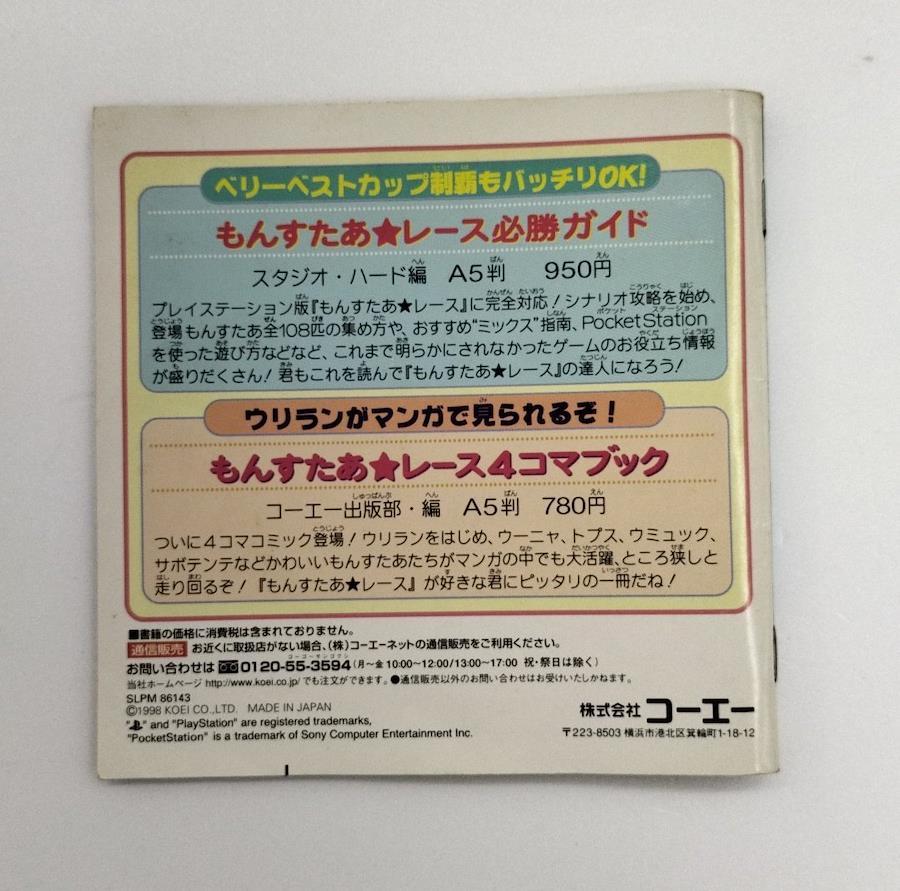 ベリーベストカップ制覇もバッチリOK!
もんすたあ★レース必勝ガイド
スタジオ・ハード編 A5判 950円
プレイステーション版『もんすたあ★レース』に完全対応!シナリオ攻略を始め、
登場もんすたあ全108匹の集め方や、おすすめ"ミックス"指南、PocketStation
を使った遊び方などなど、これまで明らかにされなかったゲームのお役立ち情報
が盛りだくさん!君もこれを読んで『もんすたあ★レース』の達人になろう!
ウリランがマンガで見られるぞ!
もんすたあ★レース4コマブック
コーエー出版部・編 A5判 780円
ついに4コマコミック登場!ウリランをはじめ、ウーニャ、トプス、ウミュック、
サボテンテなどかわいいもんすたあたちがマンガの中でも大活躍、ところ狭しと
走り回るぞ!『もんすたあ★レース』が好きな君にピッタリの一冊だね!
■書籍の価格に消費税は含まれておりません。
通信販売 お近くに取扱店がない場合、(株)コーエーネットの通信販売をご利用ください。
お問い合わせは 0120-55-3594(月〜金 10:00〜12:00/13:00〜17:00 祝・祭日は除く)
当社ホームページ http://www.koei.co.jp/ でも注文ができます。●通信販売以外のお問い合わせはお受けいたしかねます。
SLPM 86143
©1998 KOEI CO.,LTD. MADE IN JAPAN
" " and "PlayStation" are registered trademarks,
"PocketStation" is a trademark of Sony Computer Entertainment Inc.
株式会社コーエー
〒223-8503 横浜市港北区箕輪町1-18-12